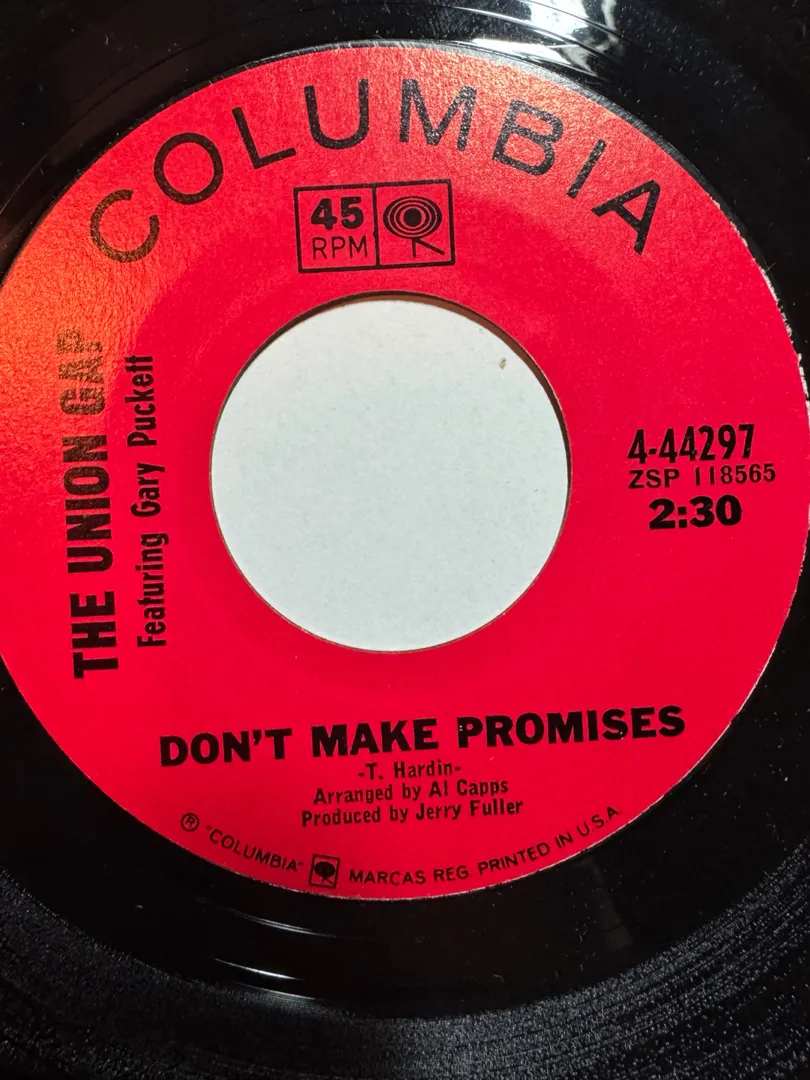 COLUMBIA
45
RPM
THE UNION GAP
Featuring Gary Puckett
4-44297
ZSP 118565
2:30
DON'T MAKE PROMISES
-T. Hardin-
Arranged by Al Capps
Produced by Jerry Fuller
® "COLUMBIA" MARCAS REG. PRINTED IN U.S.A.